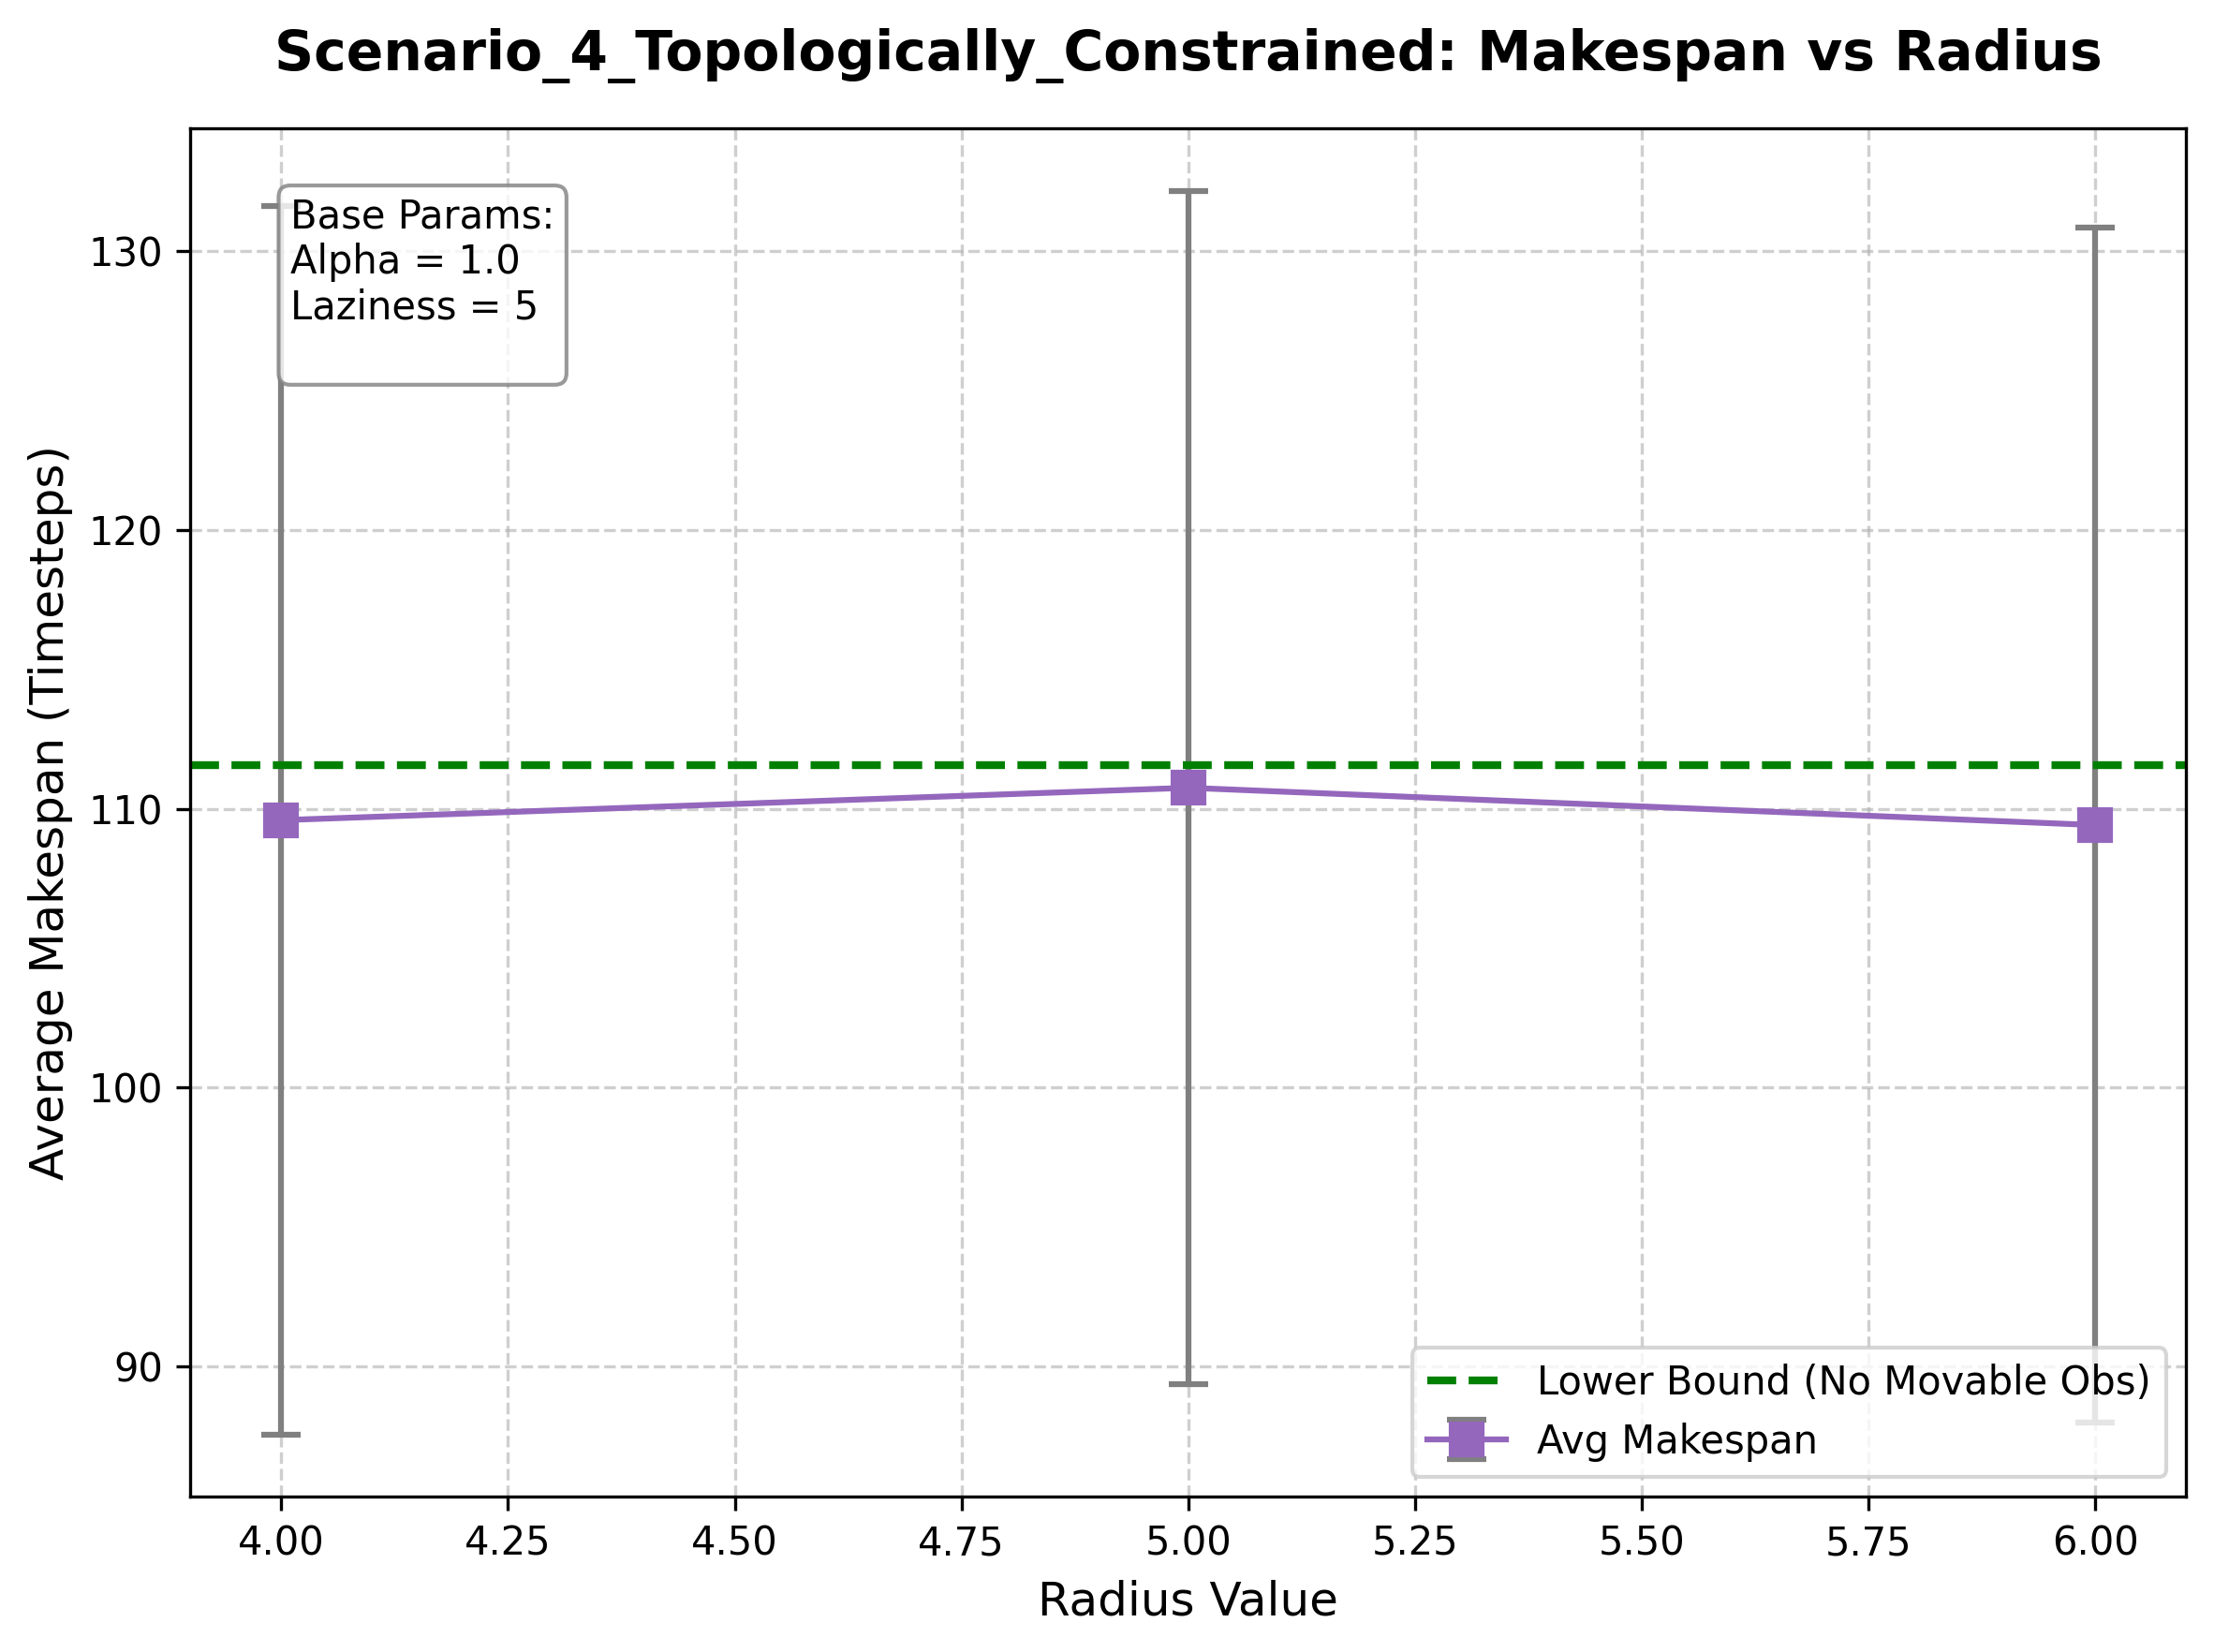 Scenario_4_Topologically_Constrained: Makespan vs Radius
Base Params:
Alpha = 1.0
Laziness = 5
130
120
110
100
90
Average Makespan (Timesteps)
Lower Bound (No Movable Obs)
Avg Makespan
4.00 4.25 4.50 4.75 5.00 5.25 5.50 5.75 6.00
Radius Value